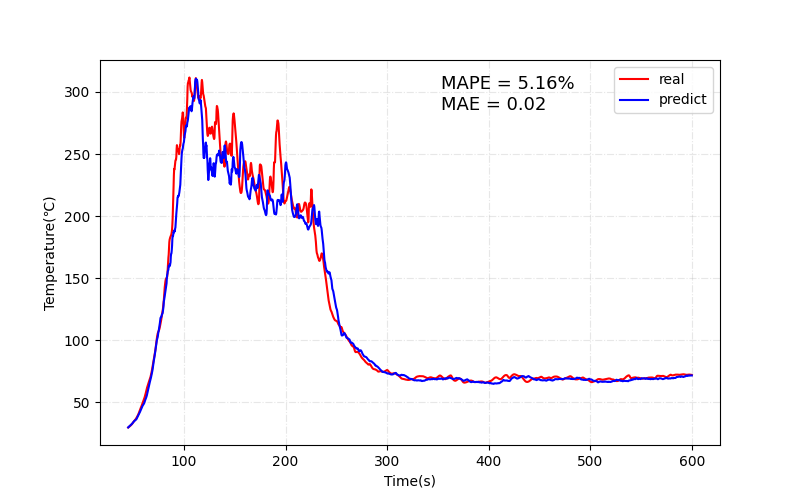 MAPE = 5.16%
MAE = 0.02
real
predict
Temperature(℃)
300
250
200
150
100
50
100 200 300 400 500 600
Time(s)